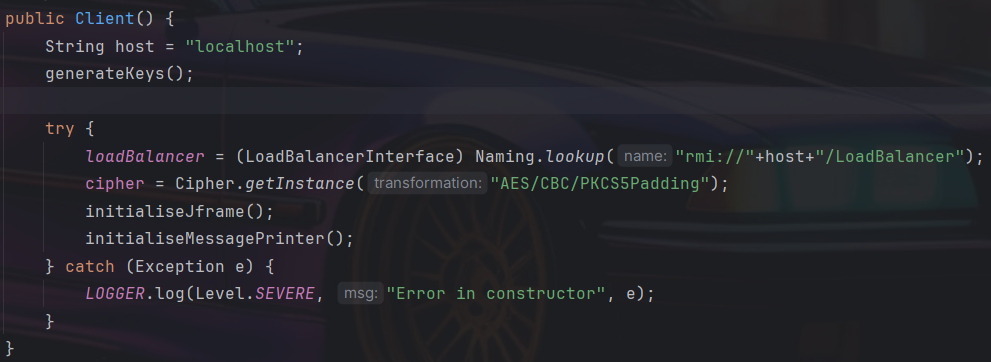 public Client() {
    String host = "localhost";
    generateKeys();

    try {
        loadBalancer = (LoadBalancerInterface) Naming.lookup( name: "rmi://"+host+"/LoadBalancer");
        cipher = Cipher.getInstance( transformation: "AES/CBC/PKCS5Padding");
        initialiseJframe();
        initialiseMessagePrinter();
    } catch (Exception e) {
        LOGGER.log(Level.SEVERE, msg: "Error in constructor", e);
    }
}